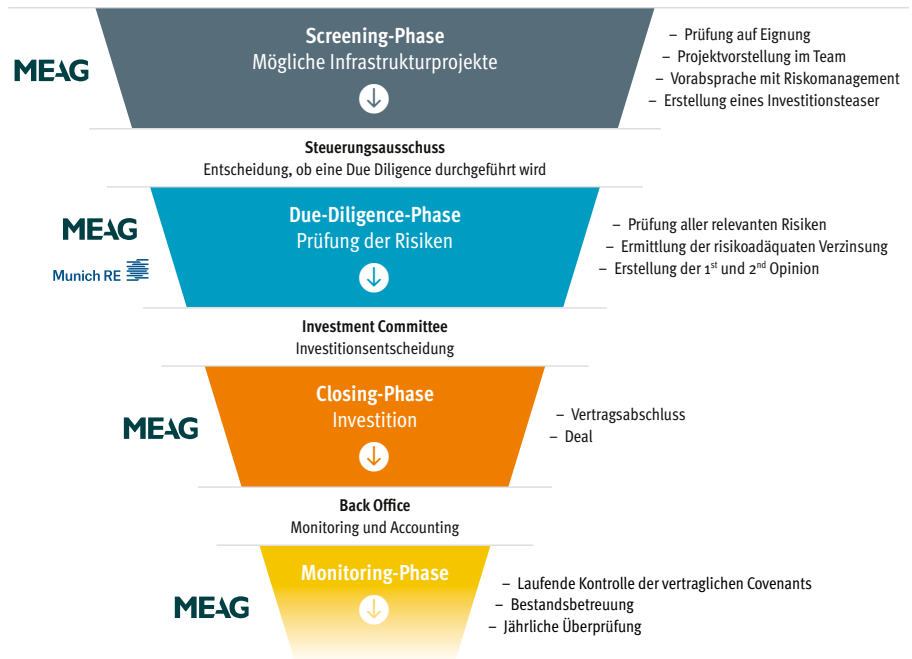 Screening-Phase
Mögliche Infrastrukturprojekte
MEAG
– Prüfung auf Eignung
– Projektvorstellung im Team
– Vorabsprache mit Riskomanagement
– Erstellung eines Investitionsteaser
Steuerungsausschuss
Entscheidung, ob eine Due Diligence durchgeführt wird
Due-Diligence-Phase
Prüfung der Risiken
MEAG
Munich RE
– Prüfung aller relevanten Risiken
– Ermittlung der risikoadäquaten Verzinsung
– Erstellung der 1st und 2nd Opinion
Investment Committee
Investitionsentscheidung
Closing-Phase
Investition
MEAG
– Vertragsabschluss
– Deal
Back Office
Monitoring und Accounting
Monitoring-Phase
MEAG
– Laufende Kontrolle der vertraglichen Covenants
– Bestandsbetreuung
– Jährliche Überprüfung